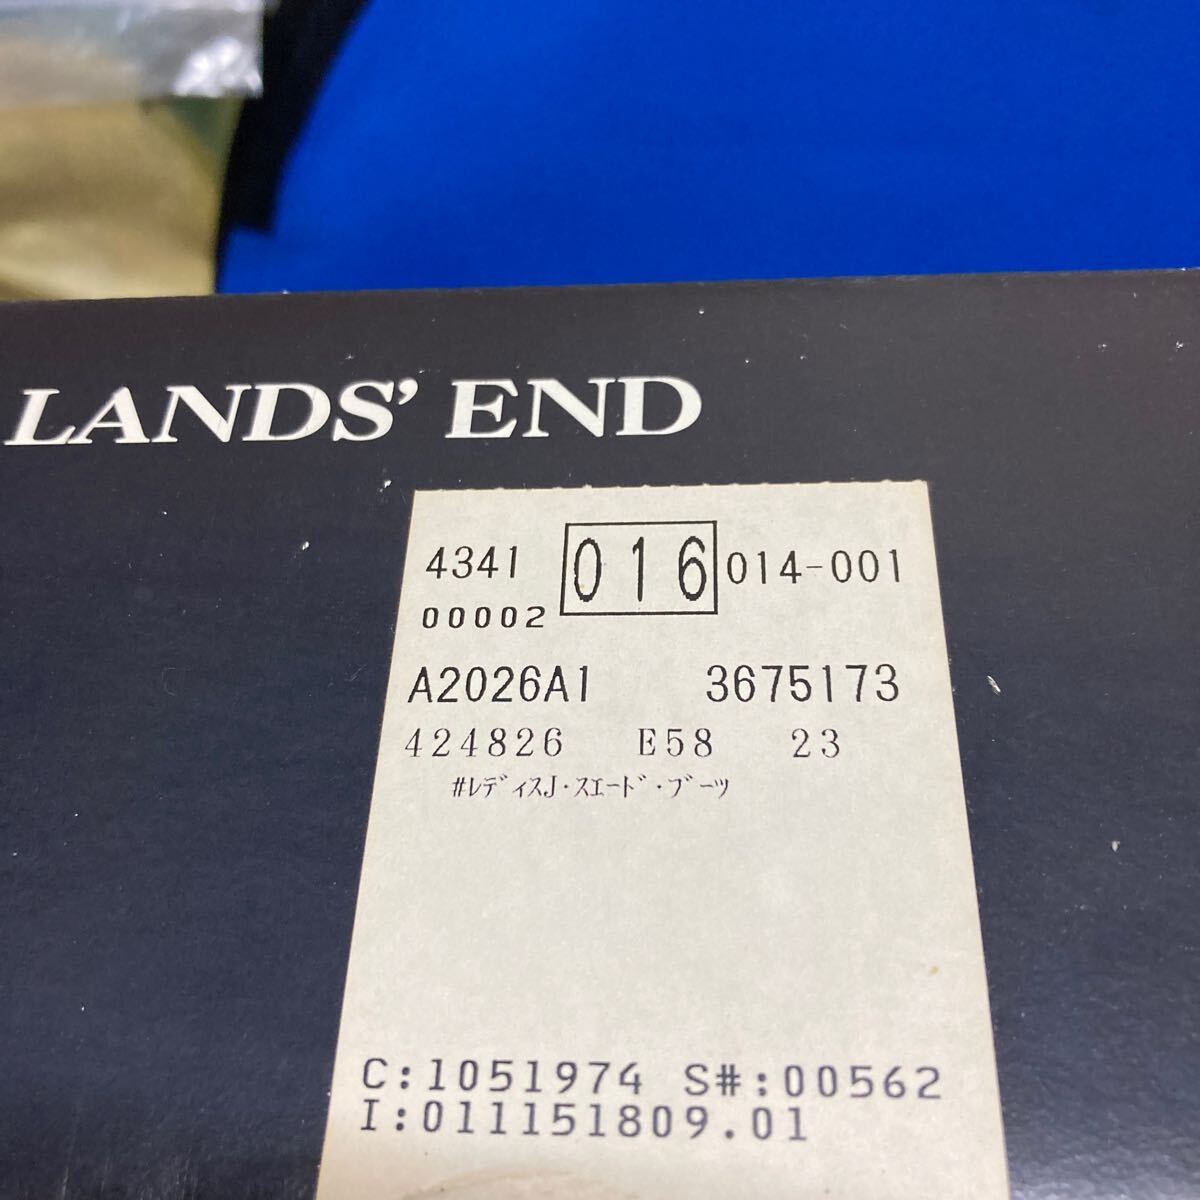 LANDS' END
4341 016 014-001
00002
A2026A1 3675173
424826 E58 23
#ﾚﾃﾞｨｽJ･ｽｴｰﾄﾞ･ﾌﾞｰﾂ
C:1051974 S#:00562
I:011151809.01